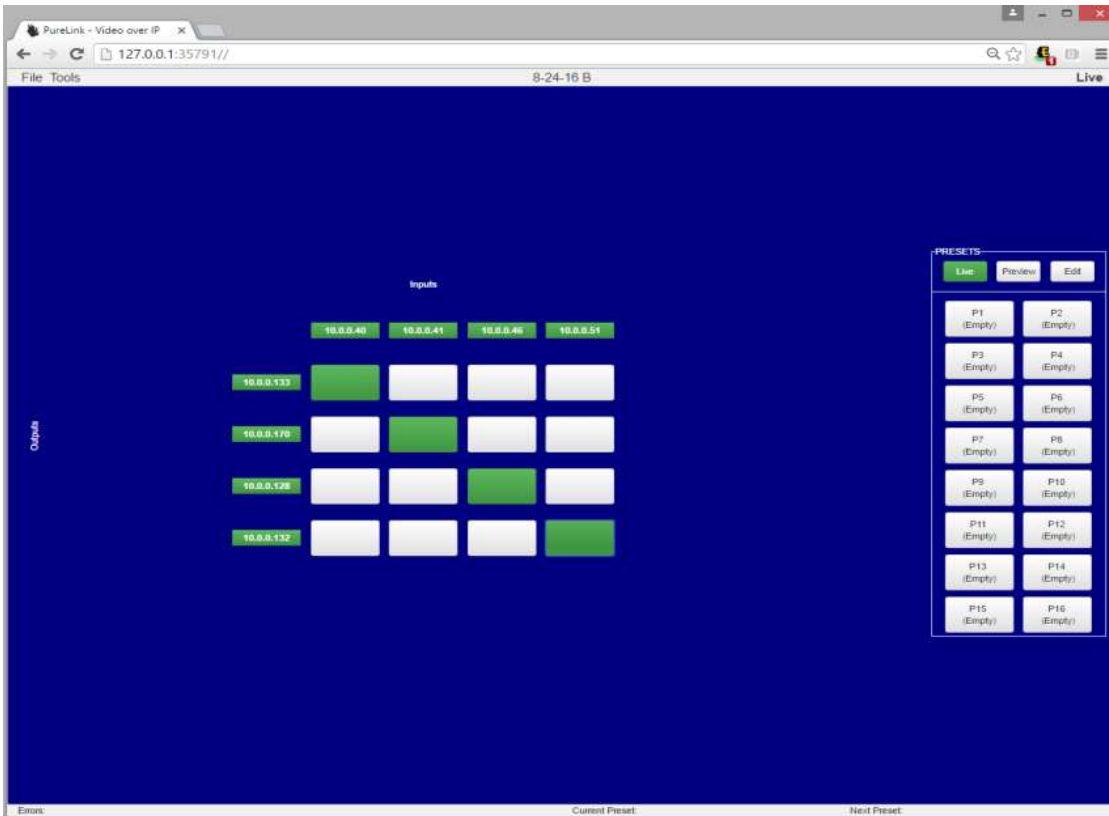 PureLink - Video over IP
127.0.0.1:35791//
File Tools 8-24-16 B Live
PRESETS
Live Preview Edit
Inputs
10.0.0.40 10.0.0.41 10.0.0.46 10.0.0.51
Outputs
10.0.0.133
10.0.0.170
10.0.0.128
10.0.0.132
P1 (Empty)
P2 (Empty)
P3 (Empty)
P4 (Empty)
P5 (Empty)
P6 (Empty)
P7 (Empty)
P8 (Empty)
P9 (Empty)
P10 (Empty)
P11 (Empty)
P12 (Empty)
P13 (Empty)
P14 (Empty)
P15 (Empty)
P16 (Empty)
Errors: Current Preset: Next Preset: